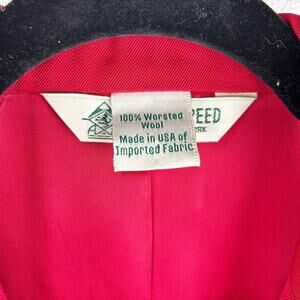 PEED
100% Worsted
Wool
Made in USA of
Imported Fabric